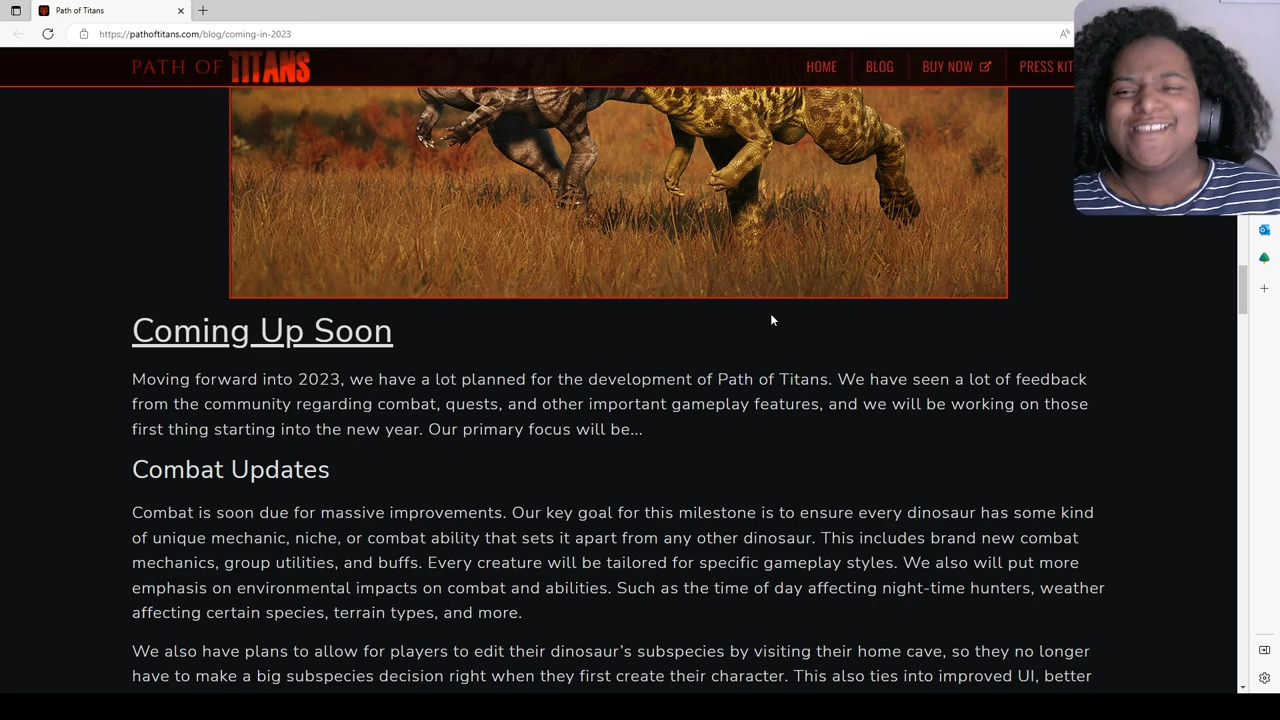 Path of Titans
https://pathoftitans.com/blog/coming-in-2023
PATH OF TITANS
HOME
BLOG
BUY NOW
PRESS KIT
Coming Up Soon
Moving forward into 2023, we have a lot planned for the development of Path of Titans. We have seen a lot of feedback
from the community regarding combat, quests, and other important gameplay features, and we will be working on those
first thing starting into the new year. Our primary focus will be...
Combat Updates
Combat is soon due for massive improvements. Our key goal for this milestone is to ensure every dinosaur has some kind
of unique mechanic, niche, or combat ability that sets it apart from any other dinosaur. This includes brand new combat
mechanics, group utilities, and buffs. Every creature will be tailored for specific gameplay styles. We also will put more
emphasis on environmental impacts on combat and abilities. Such as the time of day affecting night-time hunters, weather
affecting certain species, terrain types, and more.
We also have plans to allow for players to edit their dinosaur’s subspecies by visiting their home cave, so they no longer
have to make a big subspecies decision right when they first create their character. This also ties into improved UI, better